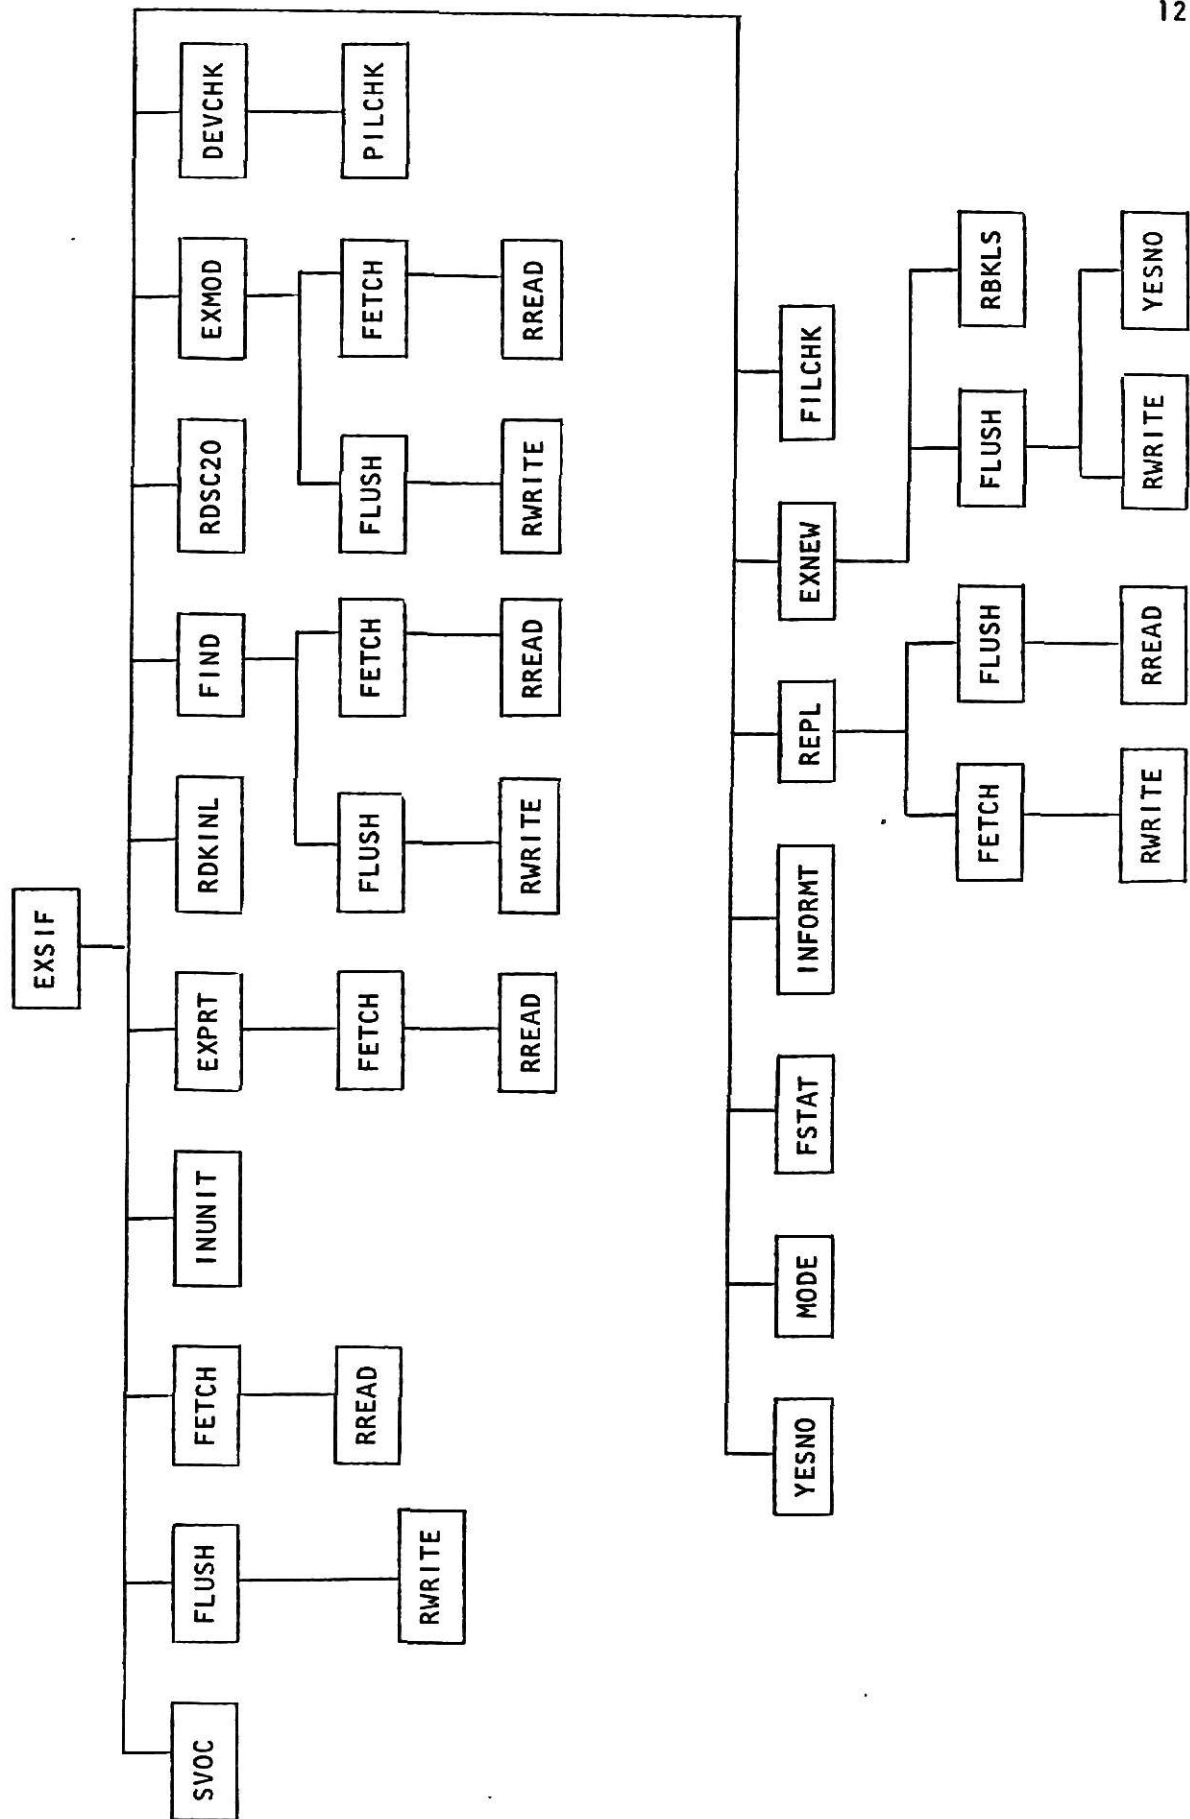 12
EXSIF
SVOC
FLUSH
FETCH
INUNIT
EXPRT
RDKINL
FIND
RDSC20
EXMOD
DEVCHK
RWRITE
RREAD
FETCH
FLUSH
FETCH
FLUSH
FETCH
PILCHK
RREAD
RWRITE
RREAD
RWRITE
RREAD
YESNO
MODE
FSTAT
INFORMT
REPL
EXNEW
FILCHK
FETCH
FLUSH
FLUSH
RBKLS
RWRITE
RREAD
RWRITE
YESNO